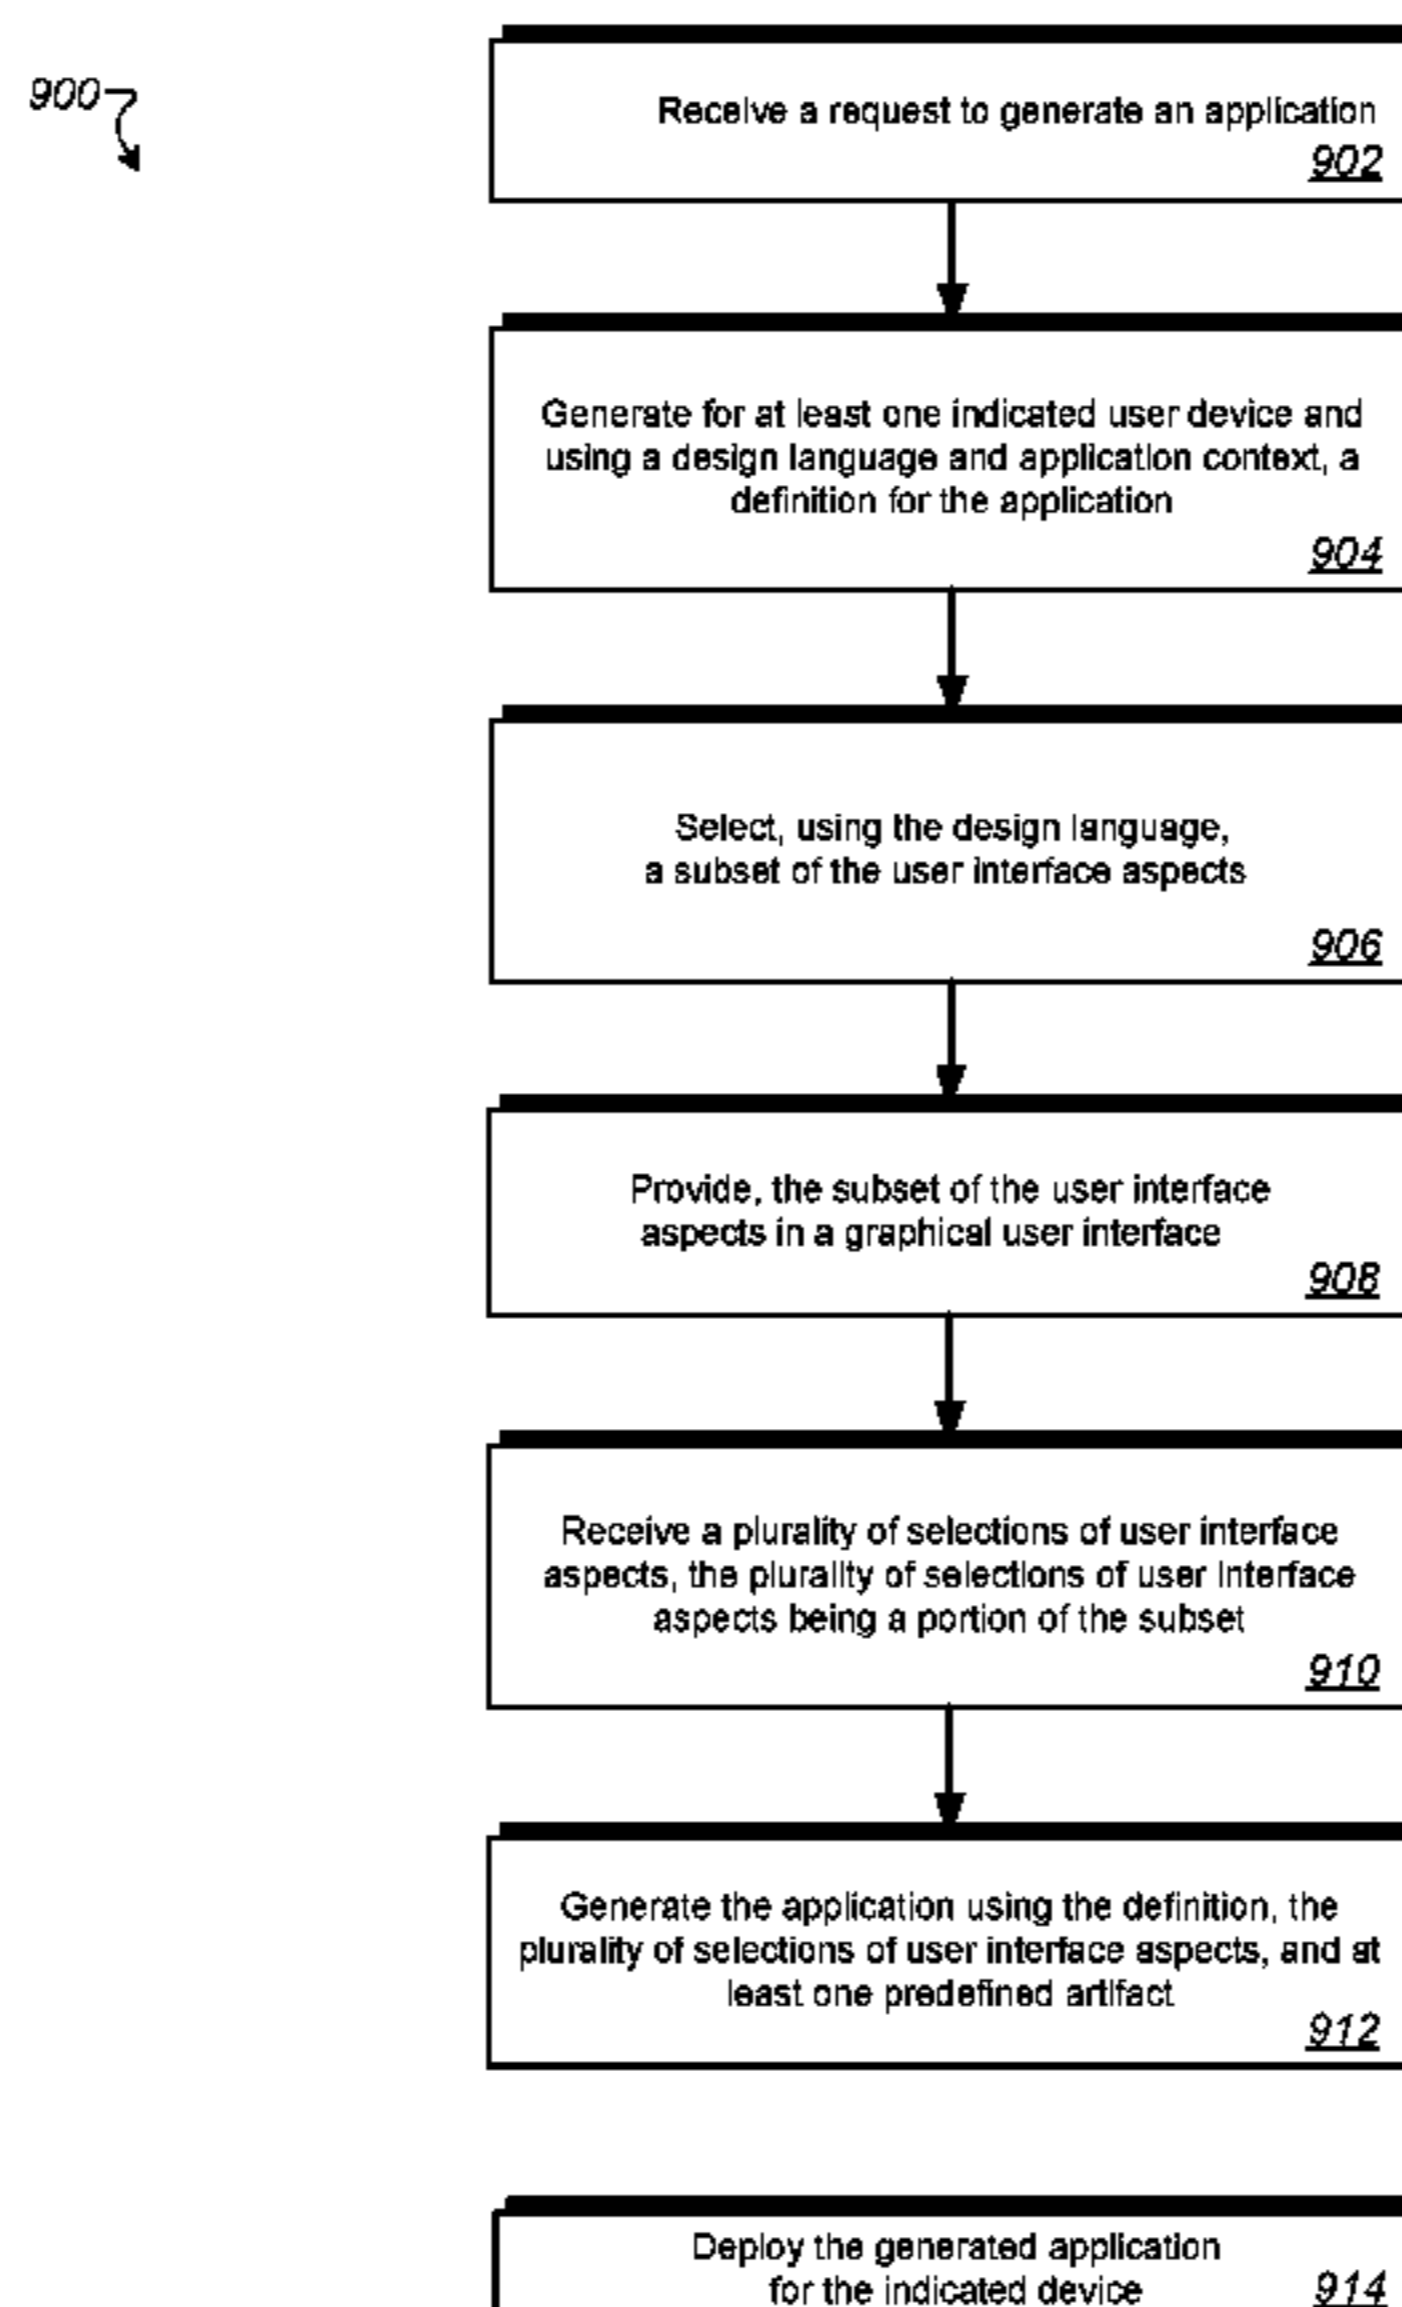 900
Receive a request to generate an application
902
Generate for at least one indicated user device and
using a design language and application context, a
definition for the application
904
Select, using the design language,
a subset of the user interface aspects
906
Provide, the subset of the user interface
aspects in a graphical user interface
908
Receive a plurality of selections of user interface
aspects, the plurality of selections of user interface
aspects being a portion of the subset
910
Generate the application using the definition, the
plurality of selections of user interface aspects, and at
least one predefined artifact
912
Deploy the generated application
for the indicated device
914